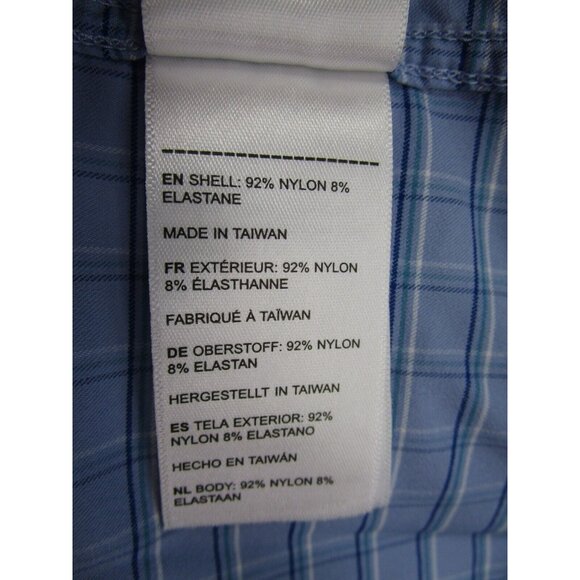 EN SHELL: 92% NYLON 8%
ELASTANE
MADE IN TAIWAN
FR EXTÉRIEUR: 92% NYLON
8% ÉLASTHANNE
FABRIQUÉ À TAÏWAN
DE OBERSTOFF: 92% NYLON
8% ELASTAN
HERGESTELLT IN TAIWAN
ES TELA EXTERIOR: 92%
NYLON 8% ELASTANO
HECHO EN TAIWÁN
NL BODY: 92% NYLON 8%
ELASTAAN